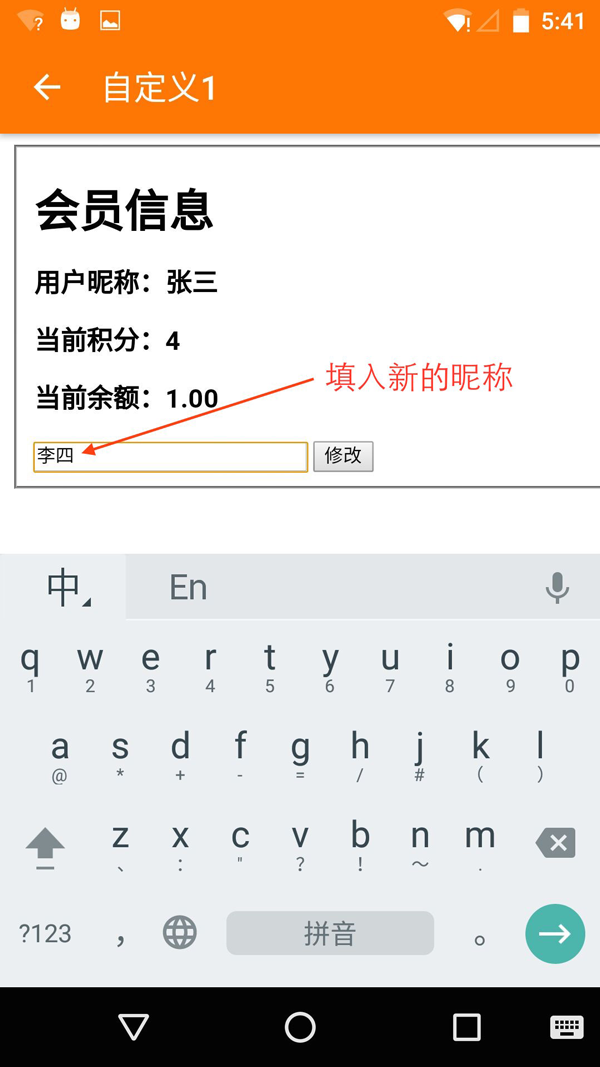 5:41
自定义1
会员信息
用户昵称：张三
当前积分：4
填入新的昵称
当前余额：1.00
李四 修改
中 En
q w e r t y u i o p
1 2 3 4 5 6 7 8 9 0
a s d f g h j k l
@ * + - = / # ( )
z x c v b n m
、 : " ? ! ～ .
?123 ， 拼音 。